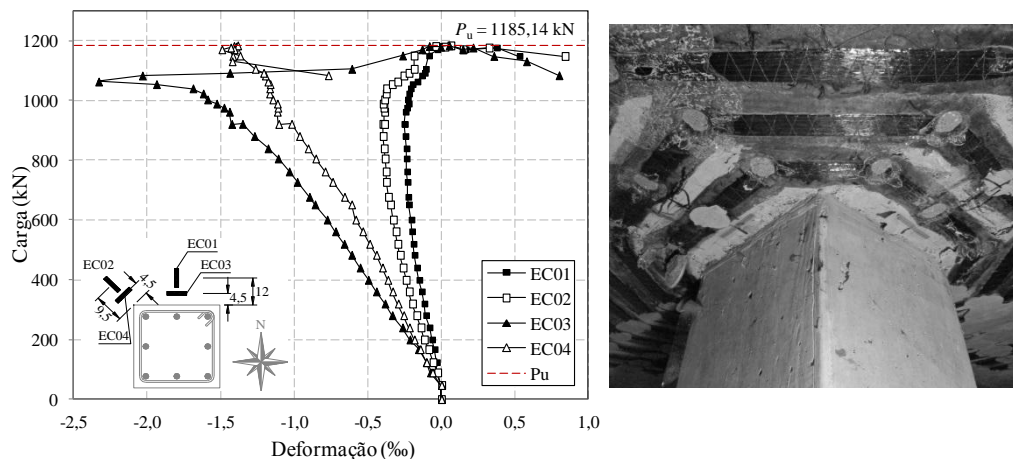 P_u = 1185,14 kN
Carga (kN)
1200
1000
800
600
400
200
0
EC01
EC02
EC03
4,5
4,5
12
9,5
EC04
N
EC01
EC02
EC03
EC04
Pu
-2,5
-2,0
-1,5
-1,0
-0,5
0,0
0,5
1,0
Deformação (‰)